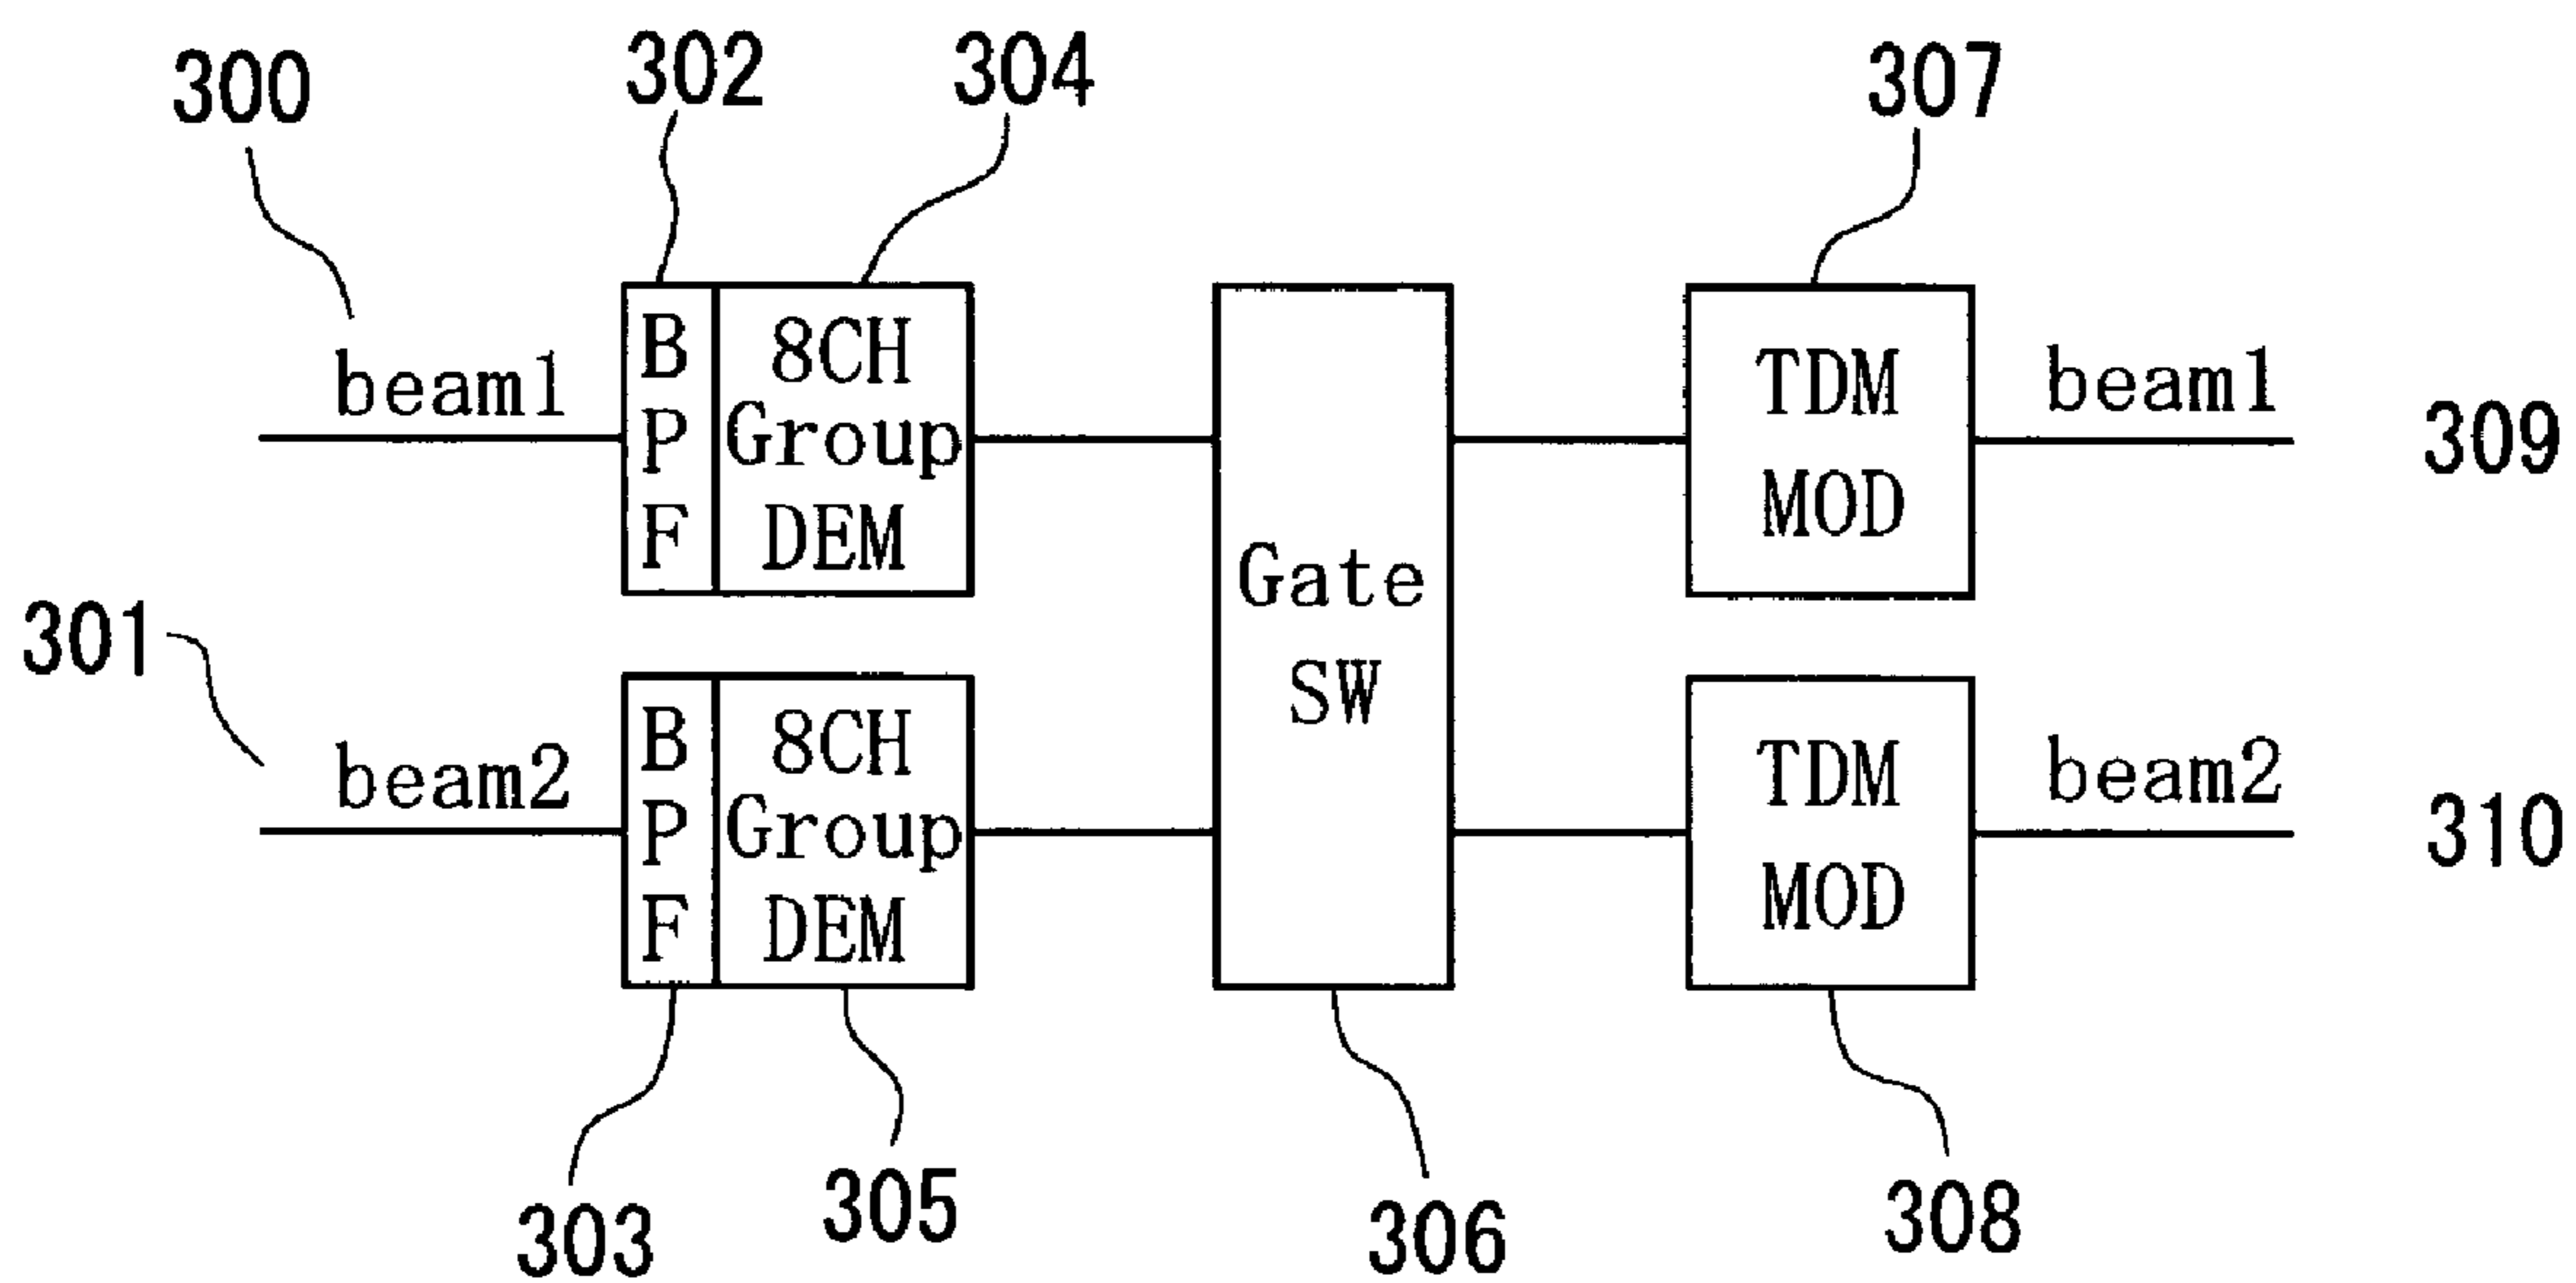 300
302
304
307
beam1
B
P
F
8CH
Group
DEM
Gate
SW
TDM
MOD
beam1
309
301
beam2
B
P
F
8CH
Group
DEM
TDM
MOD
beam2
310
303
305
306
308